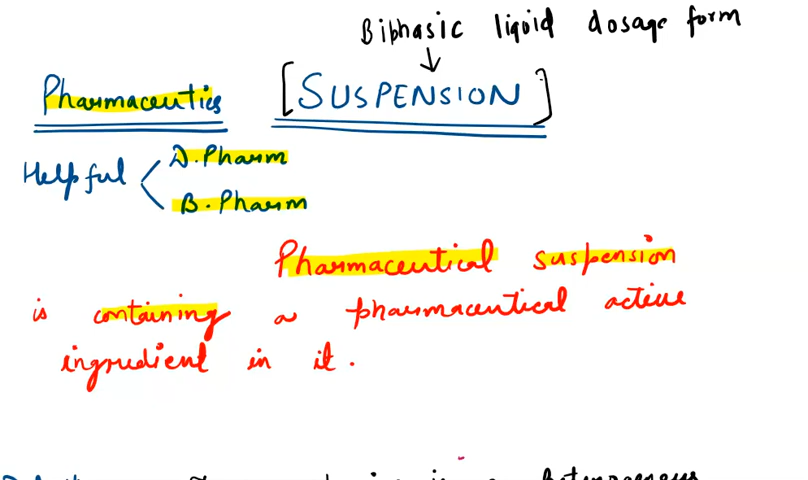 Biphasic liquid dosage form
Pharmaceutics [SUSPENSION]
Helpful D.Pharm
B.Pharm
Pharmaceutical suspension
is containing a pharmaceutical active
ingredient in it.